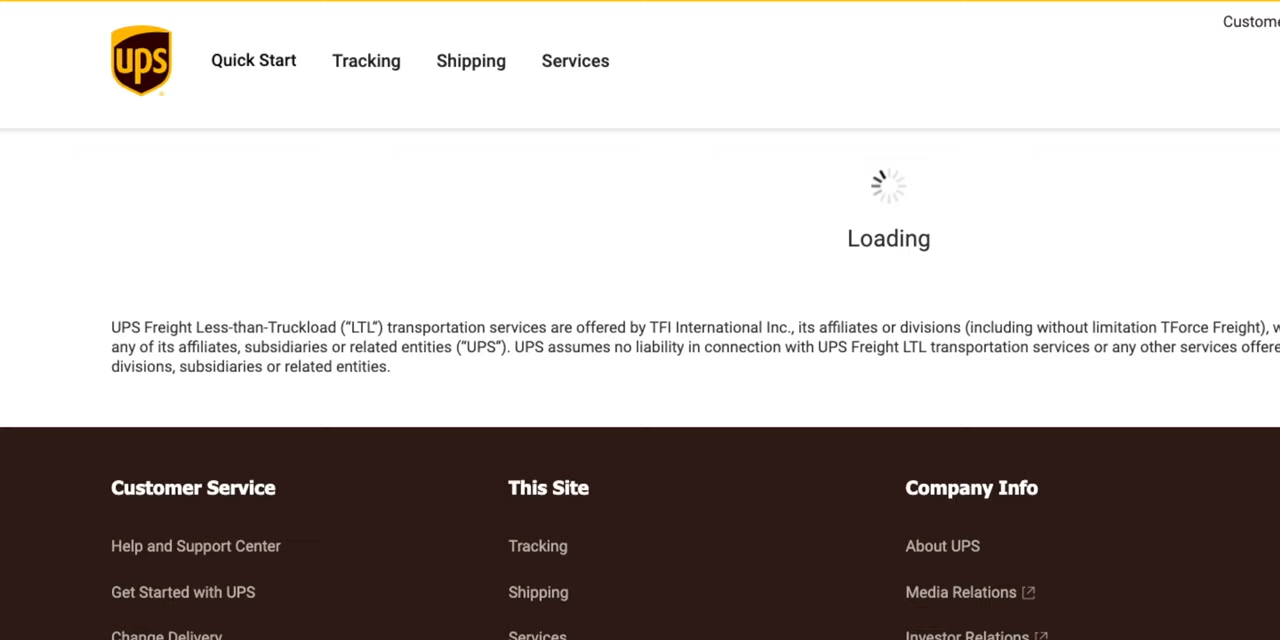 Custome
ups
Quick Start
Tracking
Shipping
Services
Loading
UPS Freight Less-than-Truckload (“LTL”) transportation services are offered by TFI International Inc., its affiliates or divisions (including without limitation TForce Freight), w
any of its affiliates, subsidiaries or related entities (“UPS”). UPS assumes no liability in connection with UPS Freight LTL transportation services or any other services offere
divisions, subsidiaries or related entities.
Customer Service
Help and Support Center
Get Started with UPS
Change Delivery
This Site
Tracking
Shipping
Services
Company Info
About UPS
Media Relations
Investor Relations